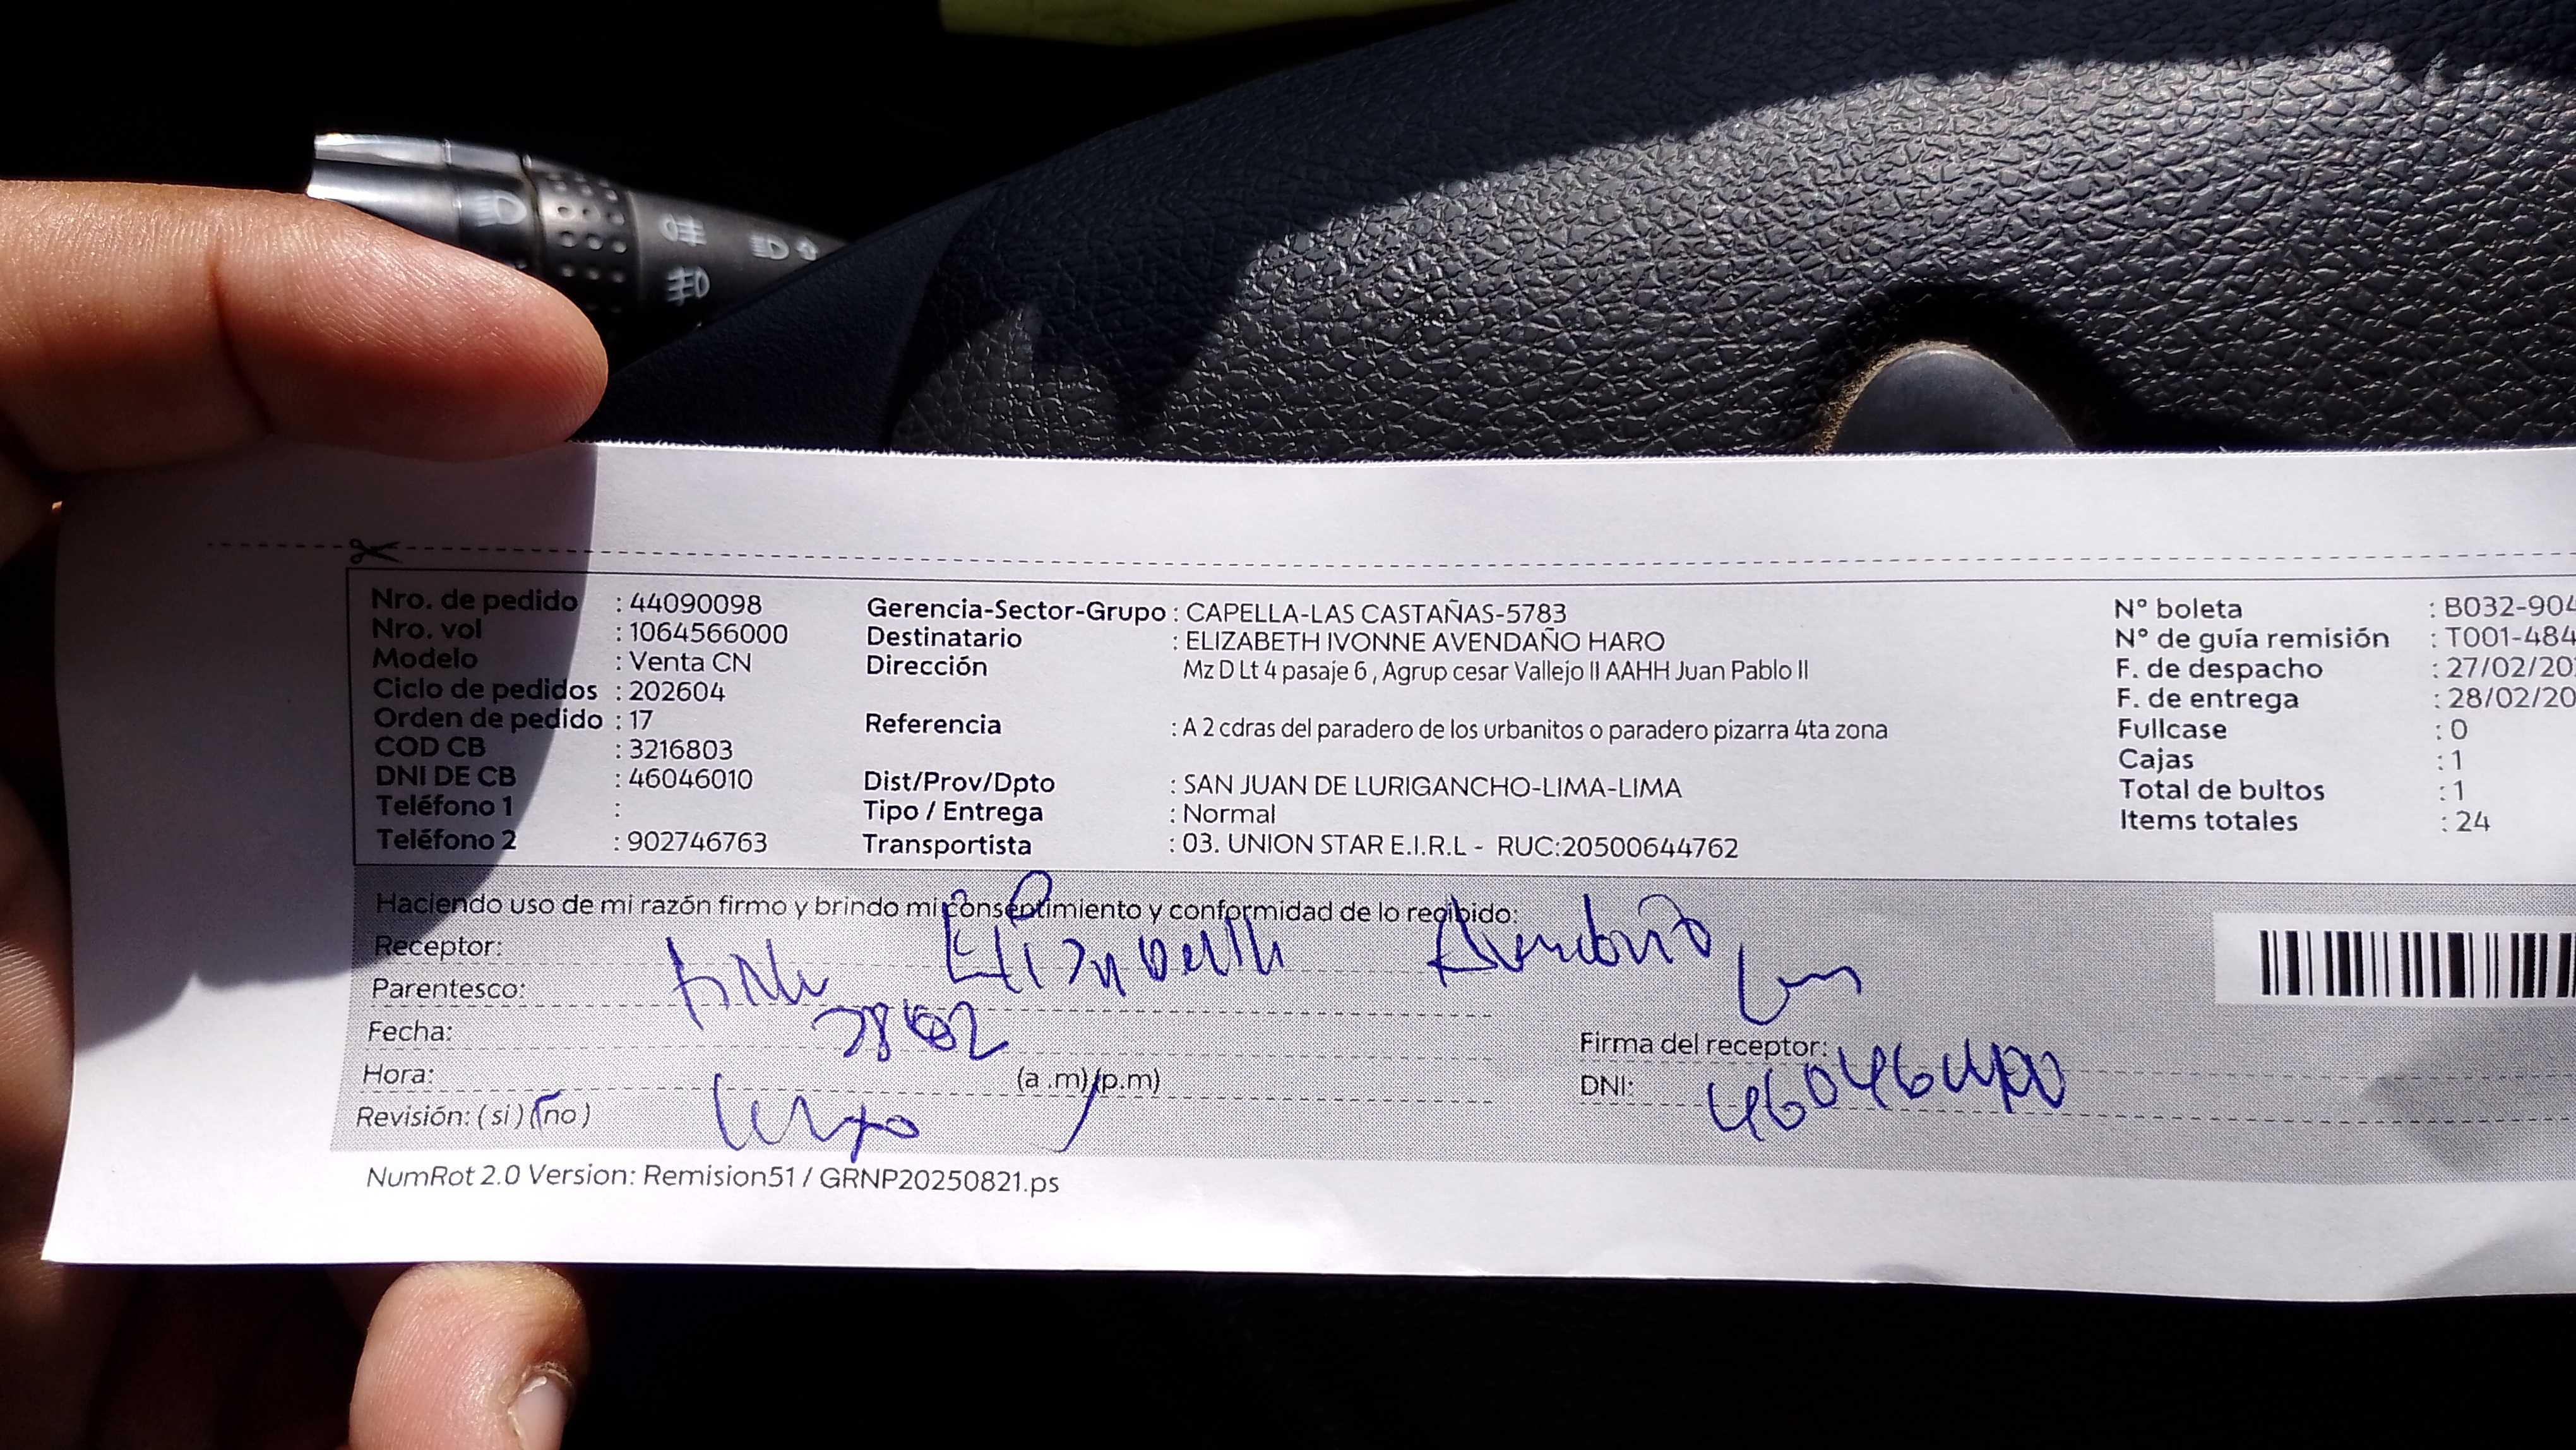 Nro. de pedido : 44090098 Gerencia-Sector-Grupo : CAPELLA-LAS CASTAÑAS-5783 N° boleta : B032-904
Nro. vol : 1064566000 Destinatario : ELIZABETH IVONNE AVENDAÑO HARO N° de guía remisión : T001-484
Modelo : Venta CN Dirección Mz D Lt 4 pasaje 6 , Agrup cesar Vallejo II AAHH Juan Pablo II F. de despacho : 27/02/20
Ciclo de pedidos : 202604 F. de entrega : 28/02/20
Orden de pedido : 17 Referencia : A 2 cdras del paradero de los urbanitos o paradero pizarra 4ta zona Fullcase : 0
COD CB : 3216803 Cajas : 1
DNI DE CB : 46046010 Dist/Prov/Dpto : SAN JUAN DE LURIGANCHO-LIMA-LIMA Total de bultos : 1
Teléfono 1 : Tipo / Entrega : Normal Items totales : 24
Teléfono 2 : 902746763 Transportista : 03. UNION STAR E.I.R.L - RUC:20500644762
Haciendo uso de mi razón firmo y brindo mi consentimiento y conformidad de lo recibido:
Receptor: Elizabeth Avendaño
Parentesco:
Fecha: 28/02
Hora: (a .m)/(p.m)
Revisión: ( si ) (no )
Firma del receptor:
DNI:
NumRot 2.0 Version: Remision51 / GRNP20250821.ps